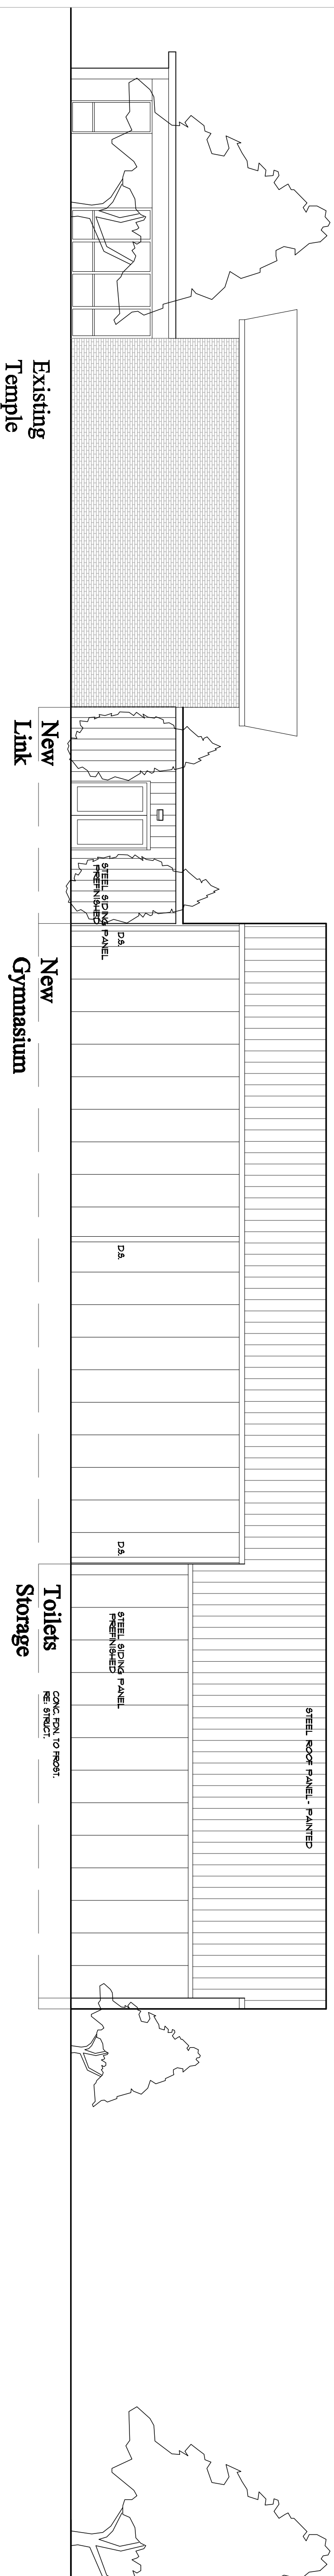 STEEL ROOF PANEL - PAINTED
STEEL SIDING PANEL
PREFINISHED
D.S.
D.S.
D.S.
STEEL SIDING PANEL
PREFINISHED
Existing
Temple
New
Link
New
Gymnasium
Toilets
Storage
CONC. FDN. TO FROST.
RE: STRUCT.